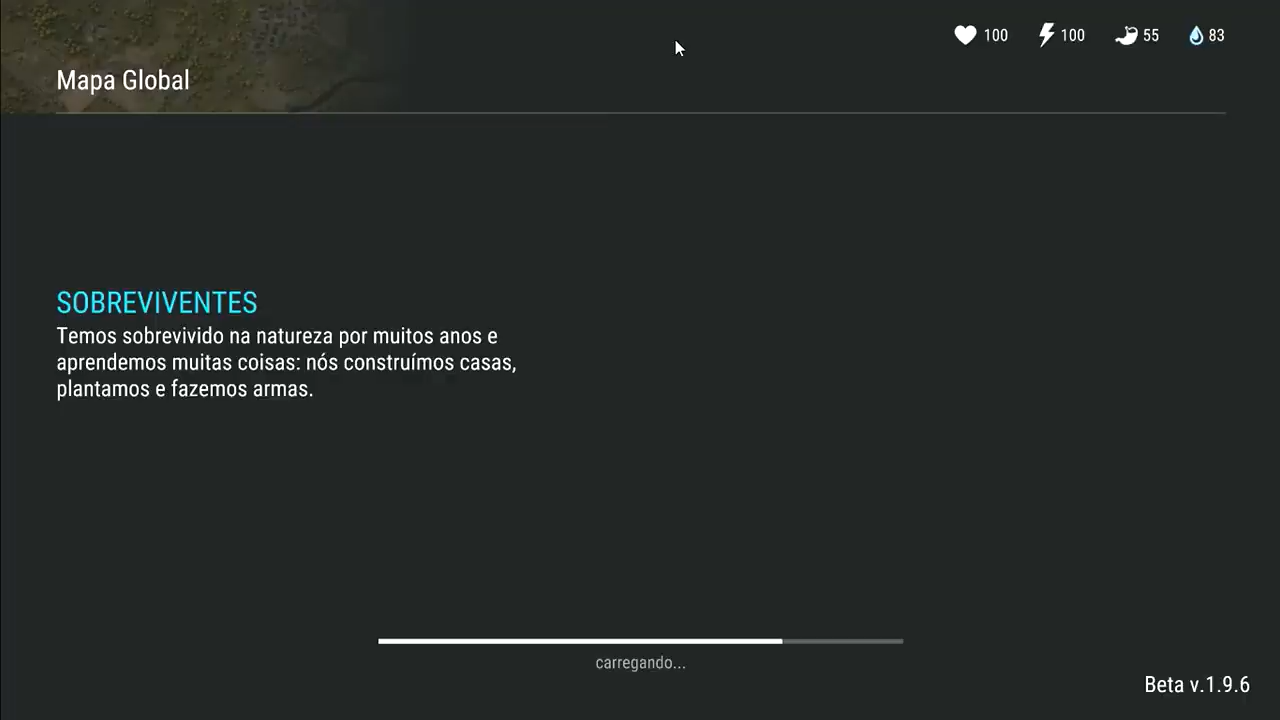 100 100 55 83
Mapa Global
SOBREVIVENTES
Temos sobrevivido na natureza por muitos anos e
aprendemos muitas coisas: nós construímos casas,
plantamos e fazemos armas.
carregando...
Beta v.1.9.6